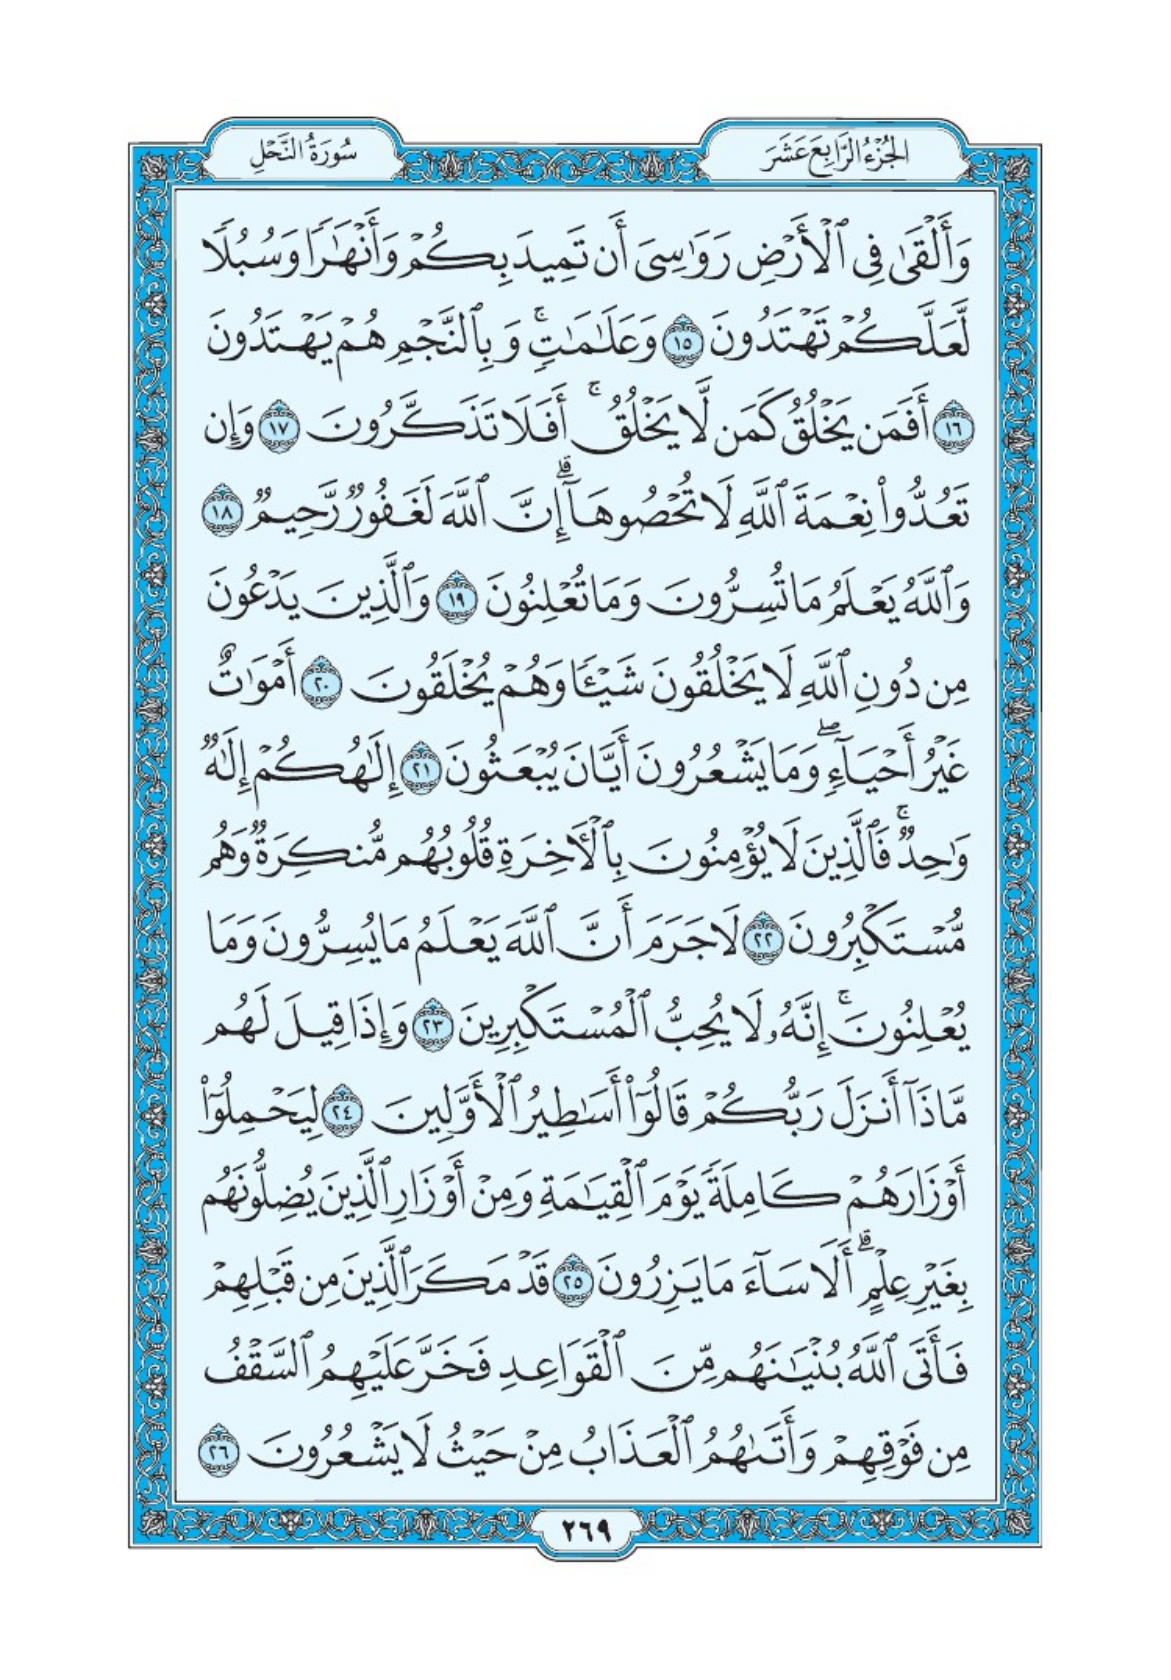 الجُزْءُ الرَّابِعَ عَشَرَ
سُورَةُ النَّحْلِ
وَأَلْقَىٰ فِي ٱلْأَرْضِ رَوَٰسِيَ أَن تَمِيدَ بِكُمْ وَأَنْهَٰرًا وَسُبُلًا
لَّعَلَّكُمْ تَهْتَدُونَ ١٥ وَعَلَٰمَٰتٍ ۚ وَبِٱلنَّجْمِ هُمْ يَهْتَدُونَ
١٦ أَفَمَن يَخْلُقُ كَمَن لَّا يَخْلُقُ ۚ أَفَلَا تَذَكَّرُونَ ١٧ وَإِن
تَعُدُّوا۟ نِعْمَةَ ٱللَّهِ لَا تُحْصُوهَآ ۗ إِنَّ ٱللَّهَ لَغَفُورٌ رَّحِيمٌ ١٨
وَٱللَّهُ يَعْلَمُ مَا تُسِرُّونَ وَمَا تُعْلِنُونَ ١٩ وَٱلَّذِينَ يَدْعُونَ
مِن دُونِ ٱللَّهِ لَا يَخْلُقُونَ شَيْـًٔا وَهُمْ يُخْلَقُونَ ٢٠ أَمْوَٰتٌ
غَيْرُ أَحْيَآءٍ ۖ وَمَا يَشْعُرُونَ أَيَّانَ يُبْعَثُونَ ٢١ إِلَٰهُكُمْ إِلَٰهٌ
وَٰحِدٌ ۚ فَٱلَّذِينَ لَا يُؤْمِنُونَ بِٱلْـَٔاخِرَةِ قُلُوبُهُم مُّنكِرَةٌ وَهُم
مُّسْتَكْبِرُونَ ٢٢ لَا جَرَمَ أَنَّ ٱللَّهَ يَعْلَمُ مَا يُسِرُّونَ وَمَا
يُعْلِنُونَ ۚ إِنَّهُۥ لَا يُحِبُّ ٱلْمُسْتَكْبِرِينَ ٢٣ وَإِذَا قِيلَ لَهُم
مَّاذَآ أَنزَلَ رَبُّكُمْ قَالُوٓا۟ أَسَٰطِيرُ ٱلْأَوَّلِينَ ٢٤ لِيَحْمِلُوٓا۟
أَوْزَارَهُمْ كَامِلَةً يَوْمَ ٱلْقِيَٰمَةِ وَمِنْ أَوْزَارِ ٱلَّذِينَ يُضِلُّونَهُم
بِغَيْرِ عِلْمٍ ۗ أَلَا سَآءَ مَا يَزِرُونَ ٢٥ قَدْ مَكَرَ ٱلَّذِينَ مِن قَبْلِهِمْ
فَأَتَى ٱللَّهُ بُنْيَٰنَهُم مِّنَ ٱلْقَوَاعِدِ فَخَرَّ عَلَيْهِمُ ٱلسَّقْفُ
مِن فَوْقِهِمْ وَأَتَىٰهُمُ ٱلْعَذَابُ مِنْ حَيْثُ لَا يَشْعُرُونَ ٢٦
٢٦٩